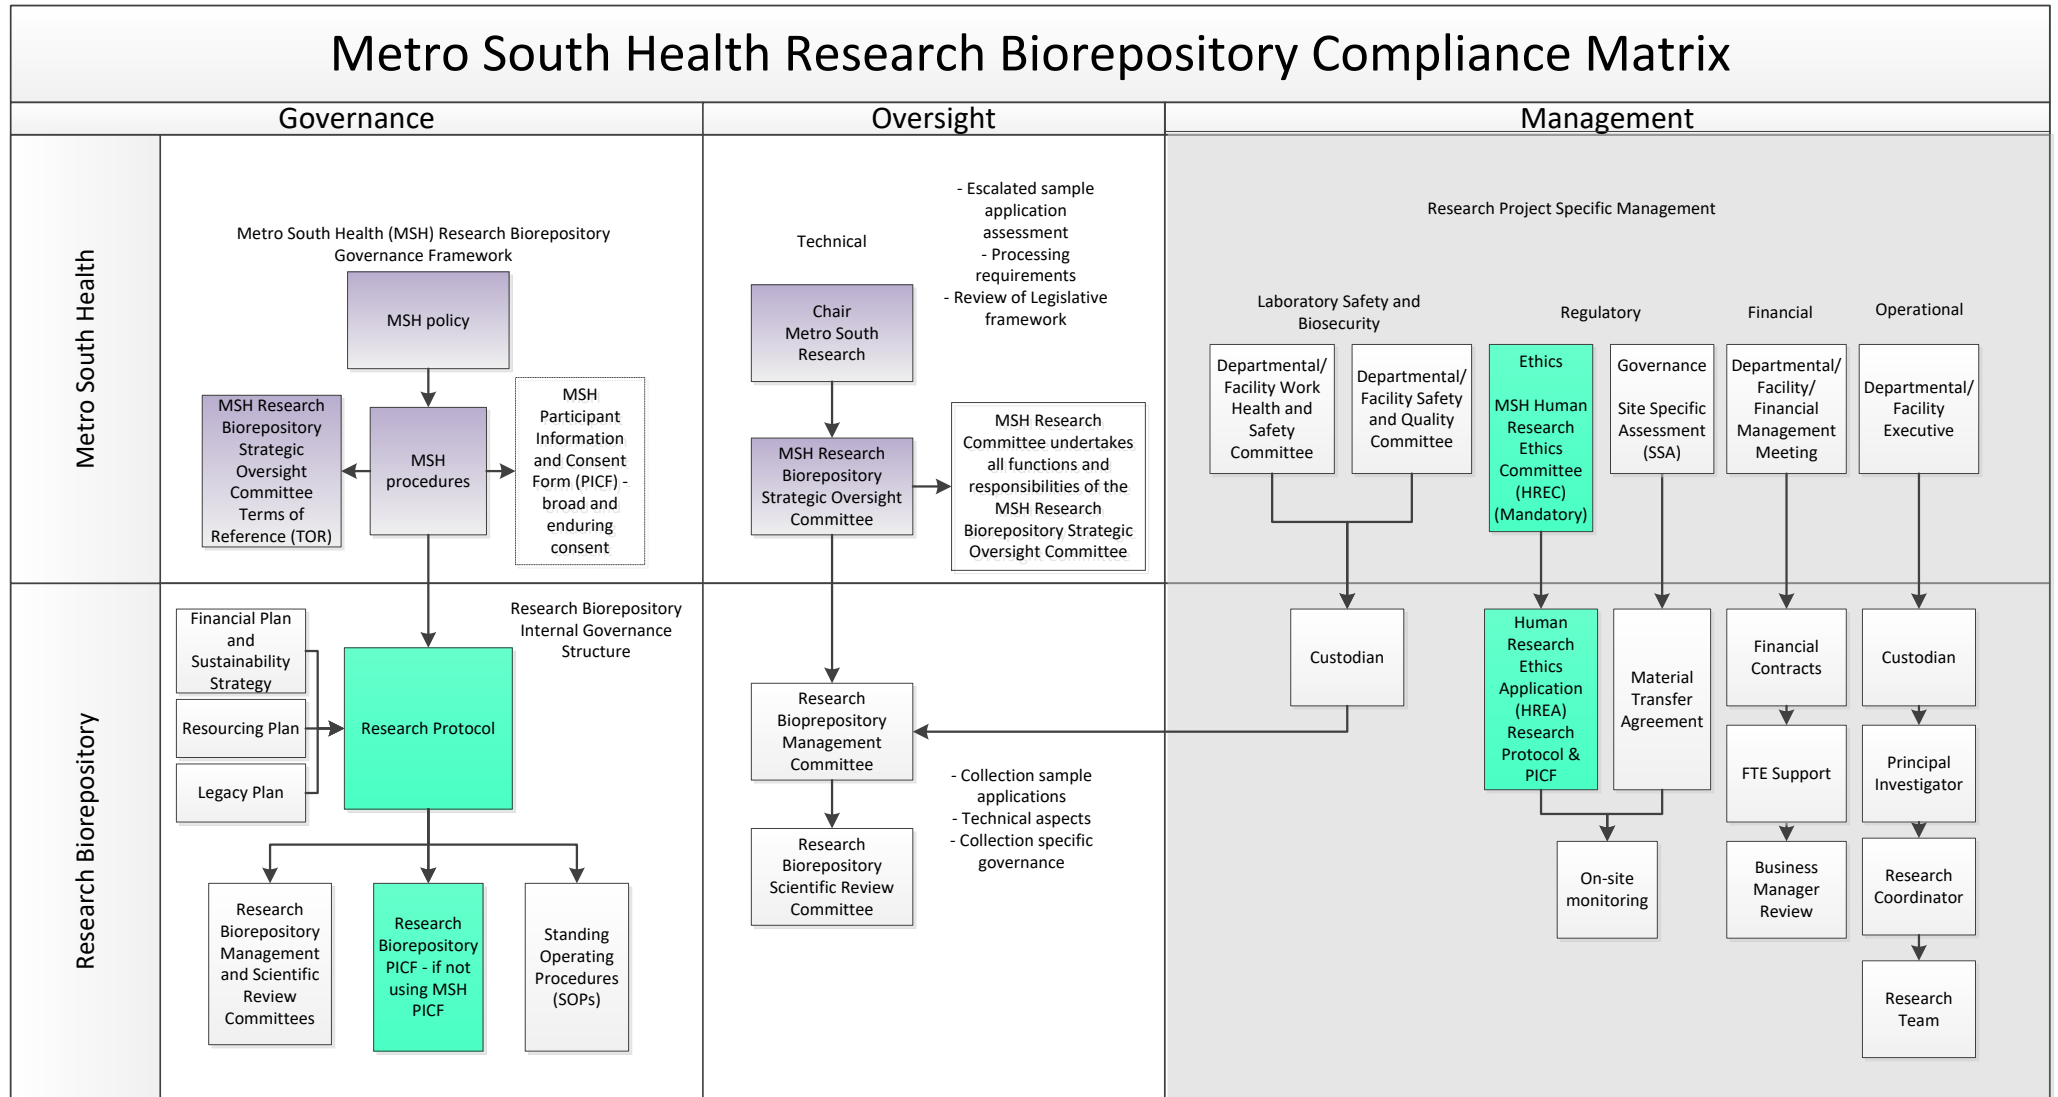 Metro South Health Research Biorepository Compliance Matrix
Governance
Oversight
Management
Metro South Health
Metro South Health (MSH) Research Biorepository
Governance Framework
MSH policy
MSH Research
Biorepository
Strategic
Oversight
Committee
Terms of
Reference (TOR)
MSH
procedures
MSH
Participant
Information
and Consent
Form (PICF) -
broad and
enduring
consent
Technical
- Escalated sample
application
assessment
- Processing
requirements
- Review of Legislative
framework
Chair
Metro South
Research
MSH Research
Biorepository
Strategic Oversight
Committee
MSH Research
Committee undertakes
all functions and
responsibilities of the
MSH Research
Biorepository Strategic
Oversight Committee
Research Project Specific Management
Laboratory Safety and
Biosecurity
Regulatory
Financial
Operational
Departmental/
Facility Work
Health and
Safety
Committee
Departmental/
Facility Safety
and Quality
Committee
Ethics
MSH Human
Research
Ethics
Committee
(HREC)
(Mandatory)
Governance
Site Specific
Assessment
(SSA)
Departmental/
Facility/
Financial
Management
Meeting
Departmental/
Facility
Executive
Research Biorepository
Financial Plan
and
Sustainability
Strategy
Resourcing Plan
Legacy Plan
Research Protocol
Research Biorepository
Internal Governance
Structure
Research
Biorepository
Management
and Scientific
Review
Committees
Research
Biorepository
PICF - if not
using MSH
PICF
Standing
Operating
Procedures
(SOPs)
Research
Bioprepository
Management
Committee
- Collection sample
applications
- Technical aspects
- Collection specific
governance
Research
Biorepository
Scientific Review
Committee
Custodian
Human
Research
Ethics
Application
(HREA)
Research
Protocol &
PICF
Material
Transfer
Agreement
On-site
monitoring
Financial
Contracts
FTE Support
Business
Manager
Review
Custodian
Principal
Investigator
Research
Coordinator
Research
Team